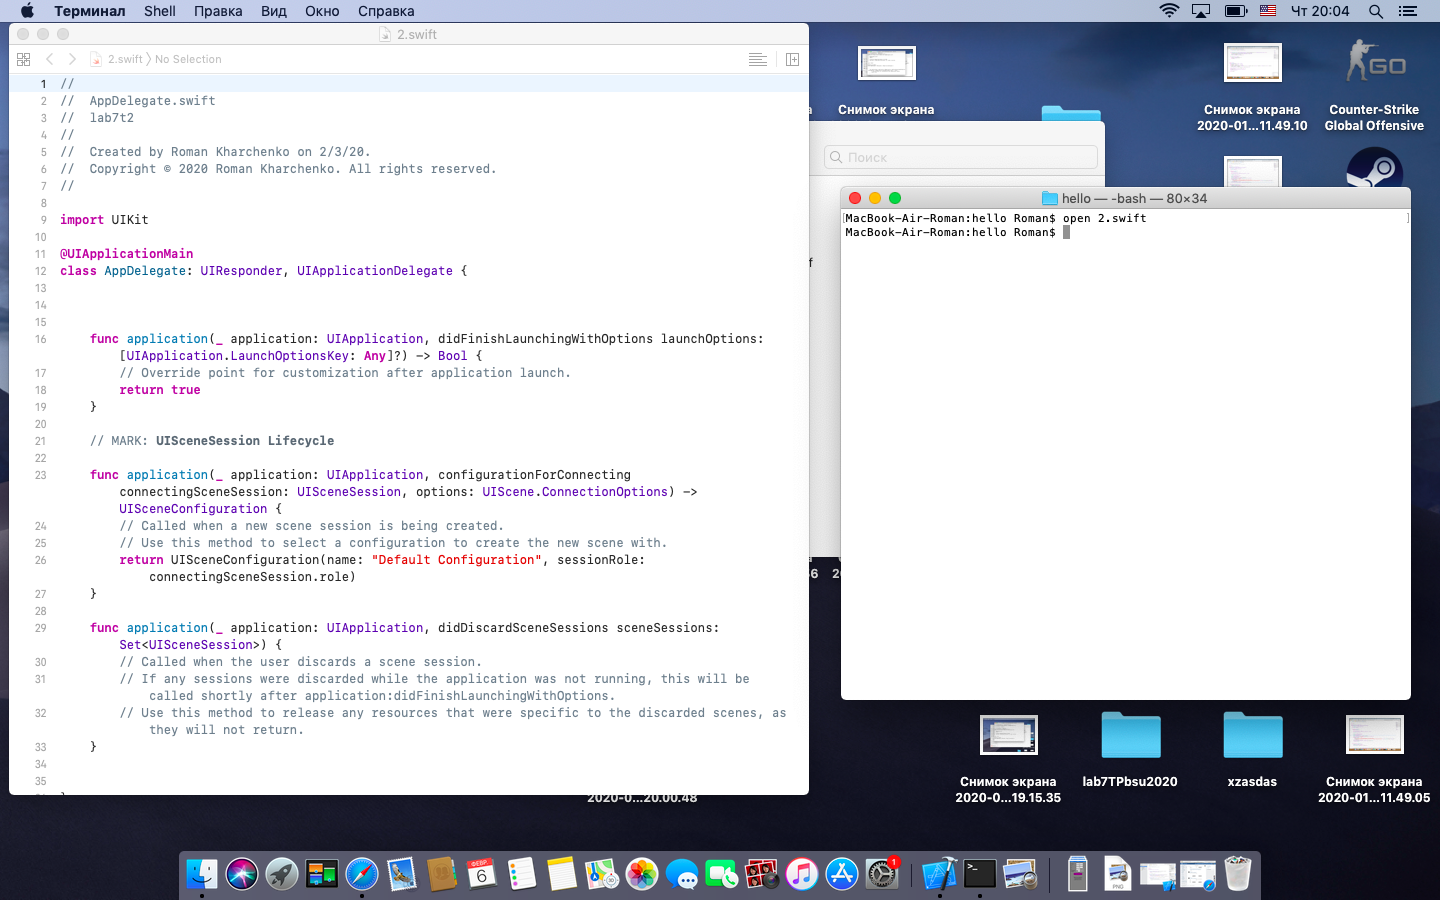 Терминал Shell Правка Вид Окно Справка Чт 20:04
2.swift
2.swift No Selection
1 //
2 // AppDelegate.swift
3 // lab7t2
4 //
5 // Created by Roman Kharchenko on 2/3/20.
6 // Copyright © 2020 Roman Kharchenko. All rights reserved.
7 //
8
9 import UIKit
10
11 @UIApplicationMain
12 class AppDelegate: UIResponder, UIApplicationDelegate {
13
14
15
16 func application(_ application: UIApplication, didFinishLaunchingWithOptions launchOptions:
[UIApplication.LaunchOptionsKey: Any]?) -> Bool {
17 // Override point for customization after application launch.
18 return true
19 }
20
21 // MARK: UISceneSession Lifecycle
22
23 func application(_ application: UIApplication, configurationForConnecting
connectingSceneSession: UISceneSession, options: UIScene.ConnectionOptions) ->
UISceneConfiguration {
24 // Called when a new scene session is being created.
25 // Use this method to select a configuration to create the new scene with.
26 return UISceneConfiguration(name: "Default Configuration", sessionRole:
connectingSceneSession.role)
27 }
28
29 func application(_ application: UIApplication, didDiscardSceneSessions sceneSessions:
Set<UISceneSession>) {
30 // Called when the user discards a scene session.
31 // If any sessions were discarded while the application was not running, this will be
called shortly after application:didFinishLaunchingWithOptions.
32 // Use this method to release any resources that were specific to the discarded scenes, as
they will not return.
33 }
34
35
Снимок экрана
Снимок экрана
2020-01...11.49.10
GO
Counter-Strike
Global Offensive
Поиск
hello — -bash — 80×34
MacBook-Air-Roman:hello Roman$ open 2.swift
MacBook-Air-Roman:hello Roman$
2020-0...20.00.48
Снимок экрана
2020-0...19.15.35
lab7TPbsu2020
xzasdas
Снимок экрана
2020-01...11.49.05
ФЕВР.
6
1
PNG